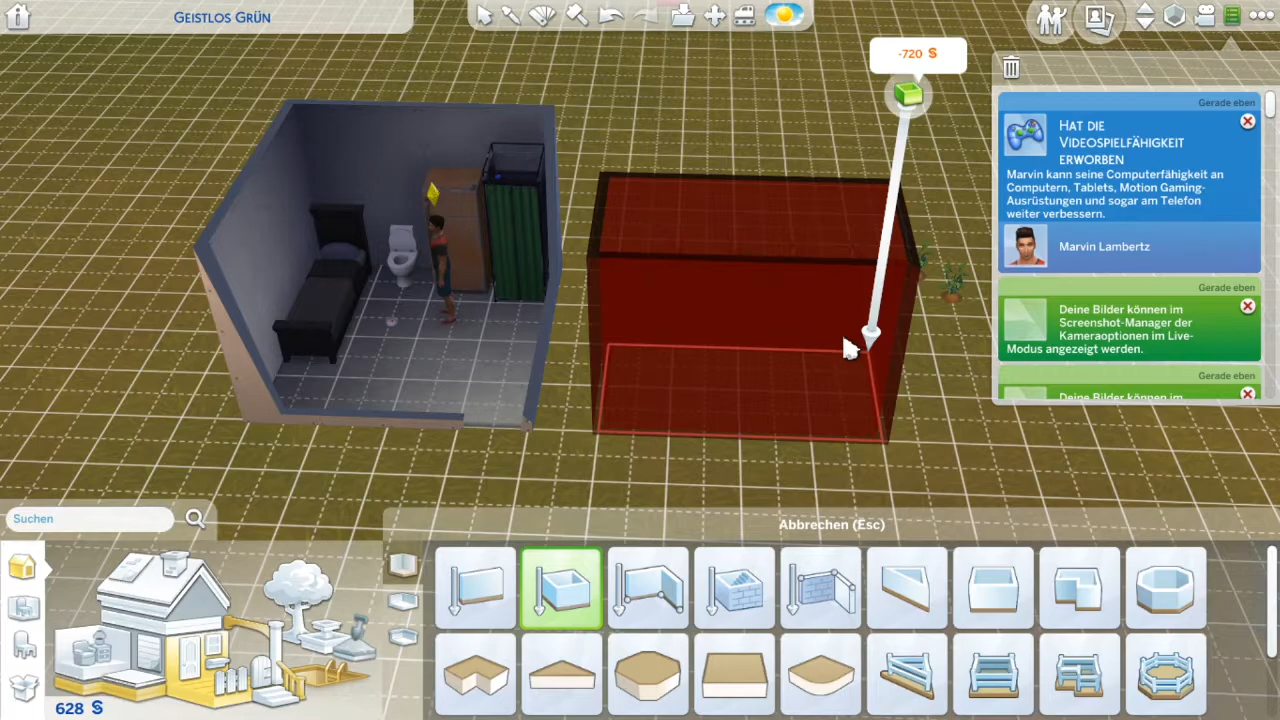 Geistlos Grün
-720 $
Gerade eben
Hat die
Videospielfähigkeit
erworben
Marvin kann seine Computerfähigkeit an
Computern, Tablets, Motion Gaming-
Ausrüstungen und sogar am Telefon
weiter verbessern.
Marvin Lambertz
Gerade eben
Deine Bilder können im
Screenshot-Manager der
Kameraoptionen im Live-
Modus angezeigt werden.
Gerade eben
Deine Bilder können im
Suchen
Abbrechen (Esc)
628 $